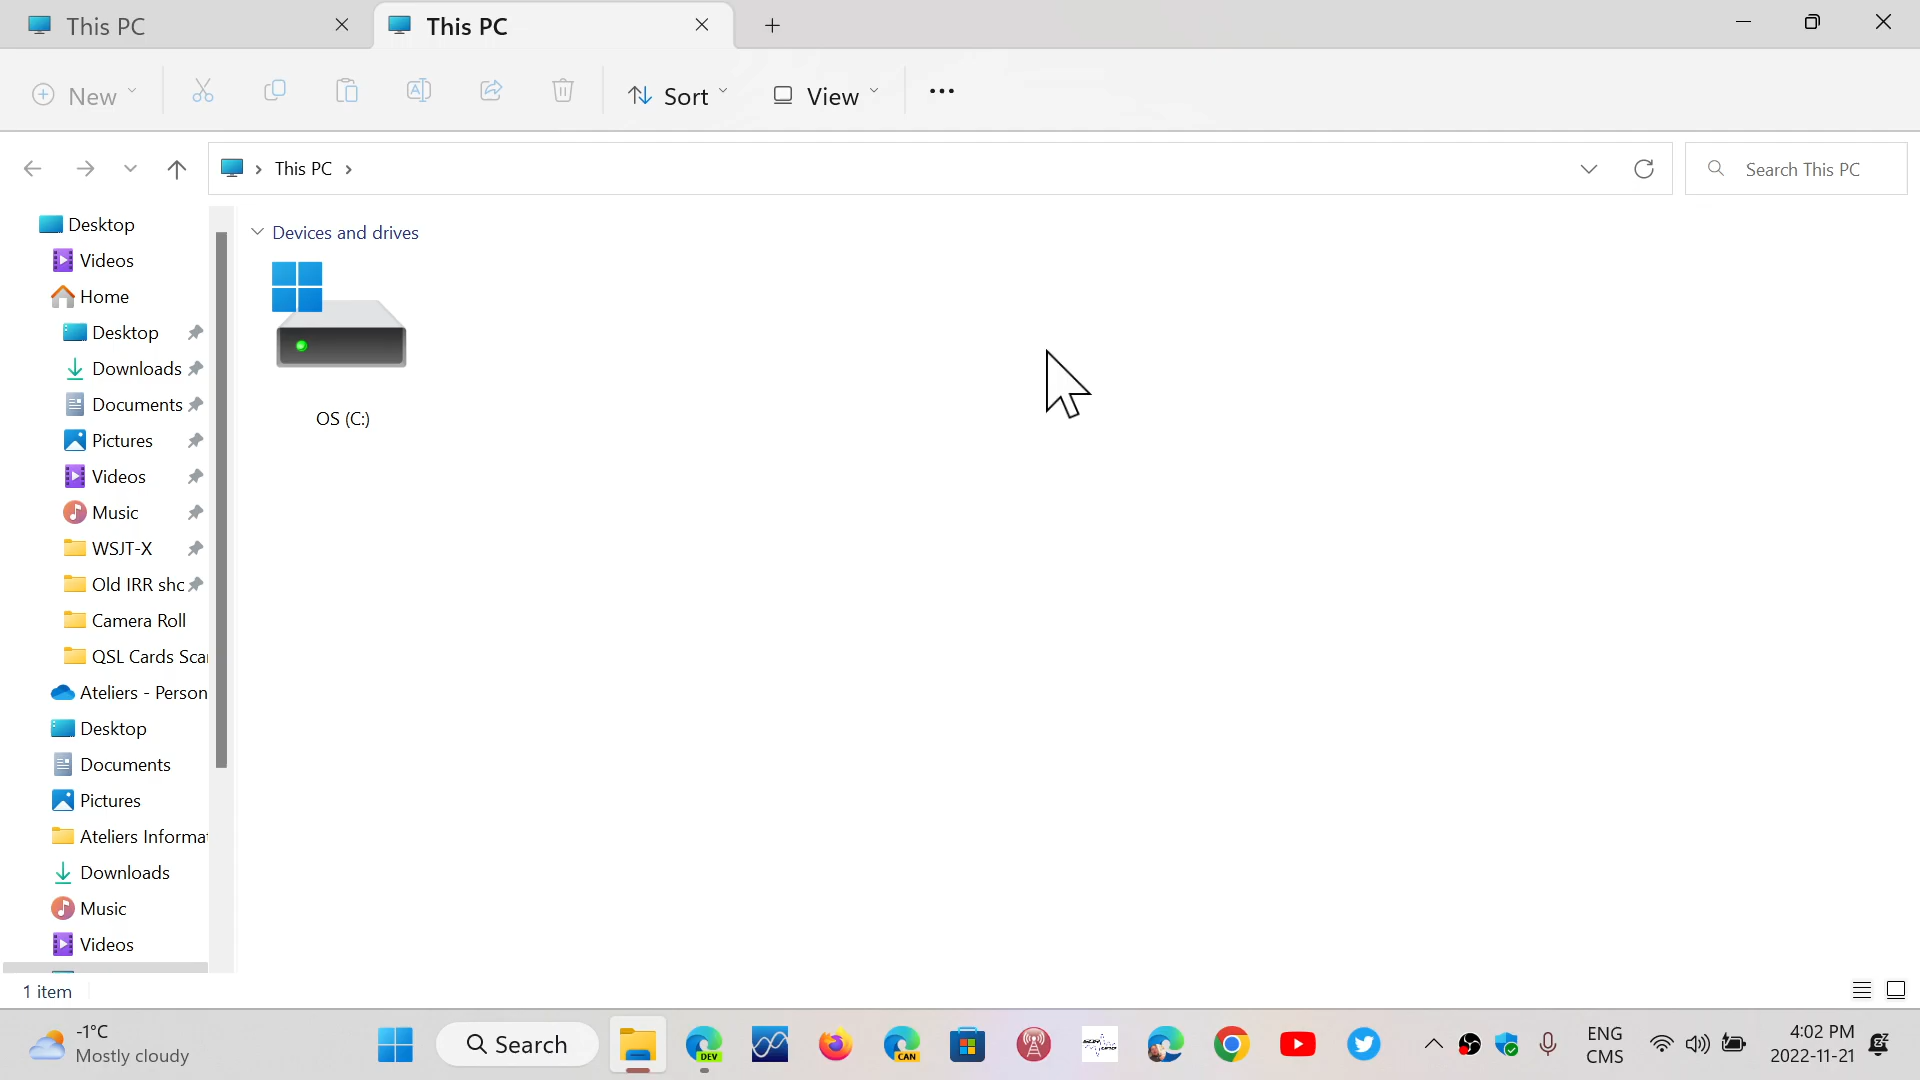 This PC
This PC
New
Sort
View
This PC
Search This PC
Desktop
Videos
Home
Desktop
Downloads
Documents
Pictures
Videos
Music
WSJT-X
Old IRR shc
Camera Roll
QSL Cards Sca
Ateliers - Person
Desktop
Documents
Pictures
Ateliers Informa
Downloads
Music
Videos
Devices and drives
OS (C:)
1 item
-1°C
Mostly cloudy
Search
DEV
CAN
ENG
CMS
4:02 PM
2022-11-21